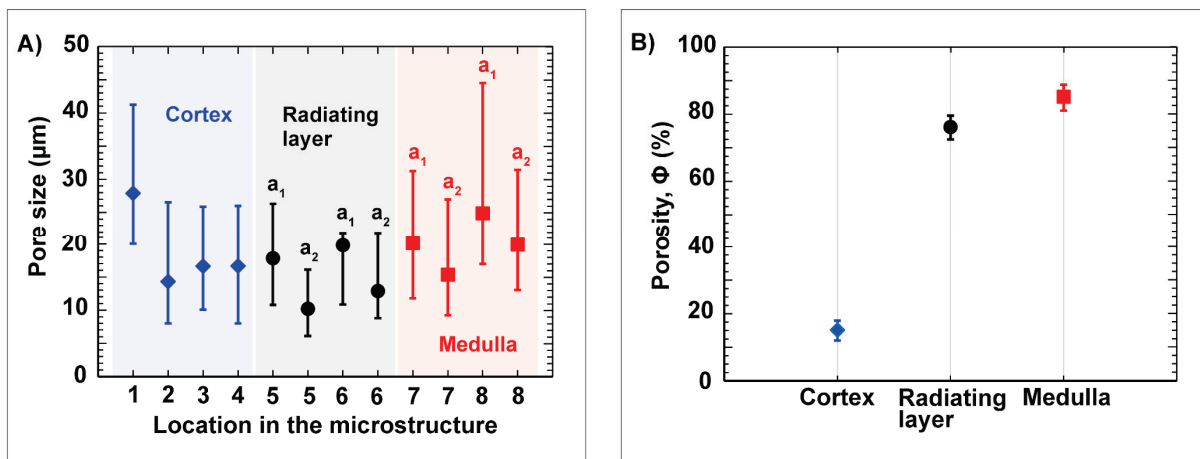 A)
50
40
30
20
10
0
Pore size (μm)
Cortex
Radiating
layer
Medulla
a1
a2
a1
a2
a1
a2
a1
a2
1 2 3 4 5 5 6 6 7 7 8 8
Location in the microstructure
B)
100
80
60
40
20
0
Porosity, Φ (%)
Cortex Radiating Medulla
layer